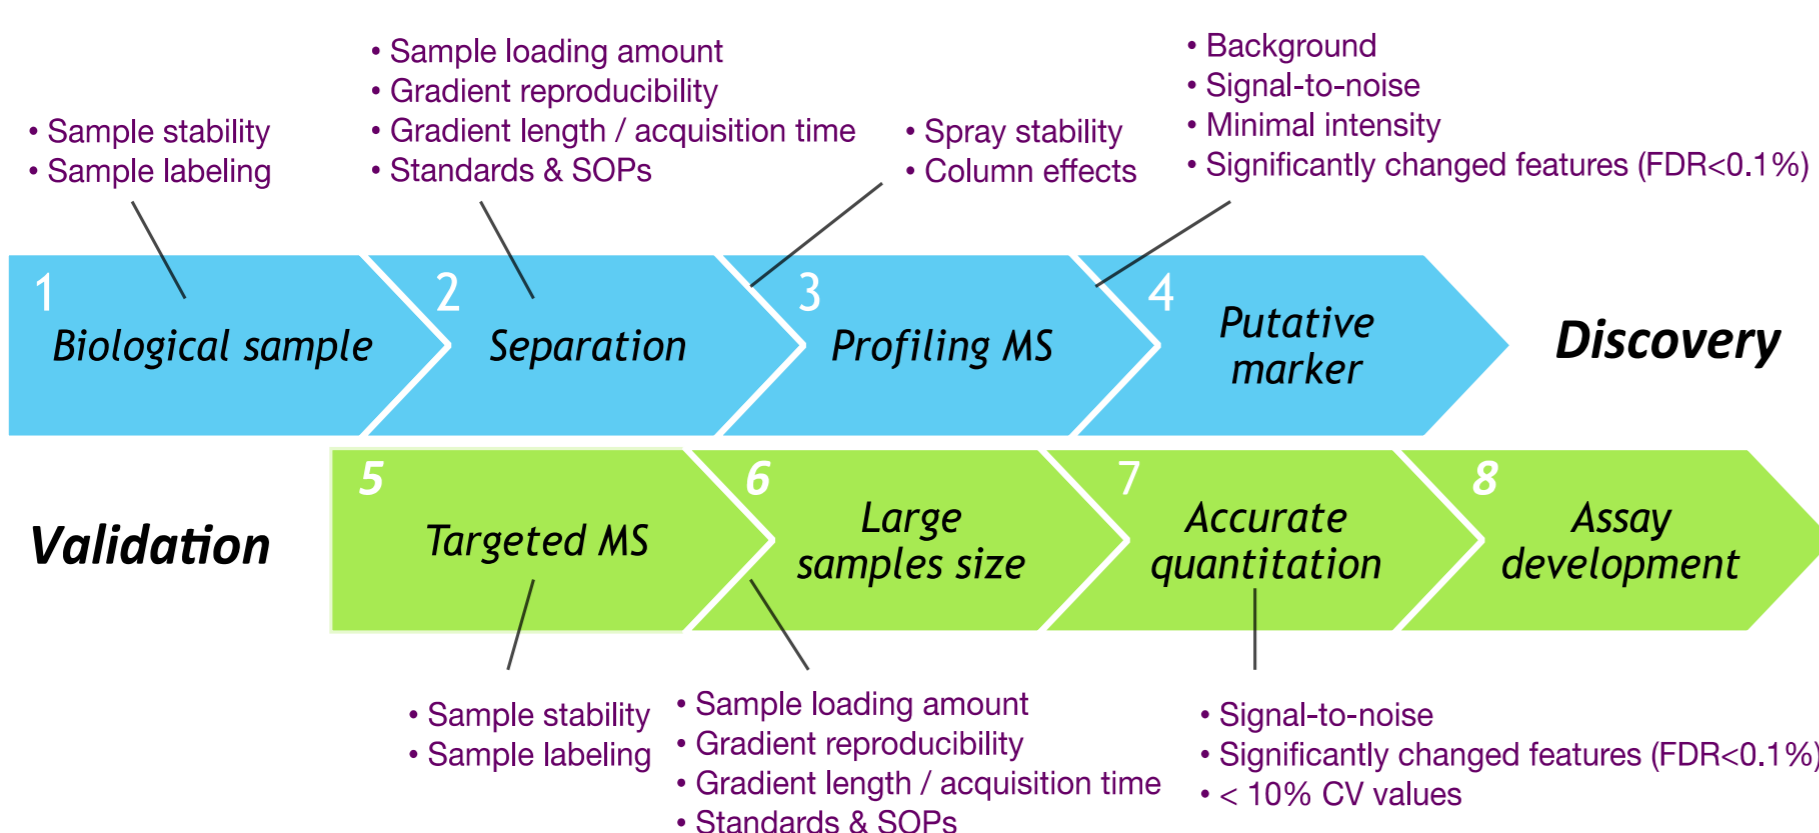 • Sample stability
• Sample labeling
• Sample loading amount
• Gradient reproducibility
• Gradient length / acquisition time
• Standards & SOPs
• Spray stability
• Column effects
• Background
• Signal-to-noise
• Minimal intensity
• Significantly changed features (FDR<0.1%)
1
Biological sample
2
Separation
3
Profiling MS
4
Putative
marker
Discovery
Validation
5
Targeted MS
6
Large
samples size
7
Accurate
quantitation
8
Assay
development
• Sample stability
• Sample labeling
• Sample loading amount
• Gradient reproducibility
• Gradient length / acquisition time
• Standards & SOPs
• Signal-to-noise
• Significantly changed features (FDR<0.1%)
• < 10% CV values